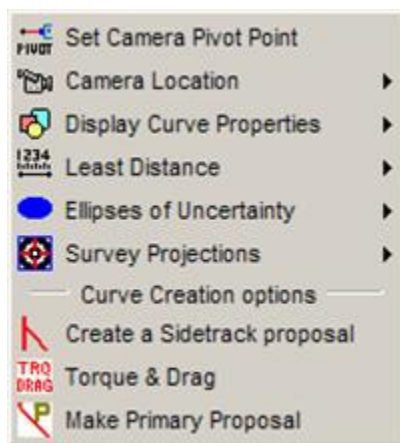 PIVOT Set Camera Pivot Point
Camera Location
Display Curve Properties
1234 Least Distance
Ellipses of Uncertainty
Survey Projections
Curve Creation options
Create a Sidetrack proposal
TRQ DRAG Torque & Drag
P Make Primary Proposal